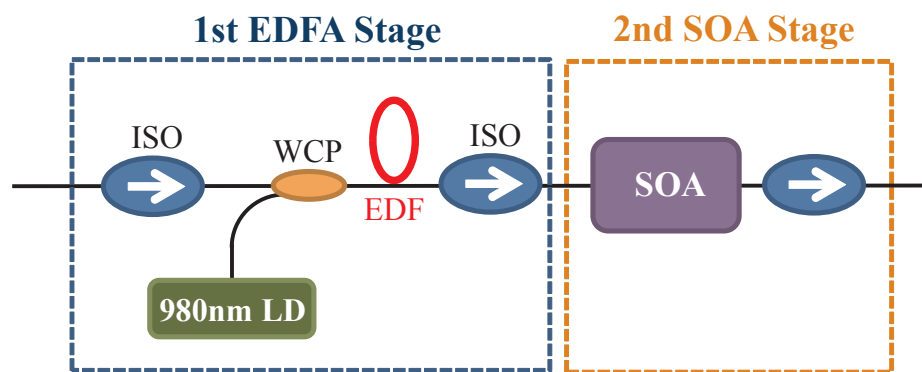 1st EDFA Stage
2nd SOA Stage
ISO
WCP
ISO
EDF
SOA
980nm LD